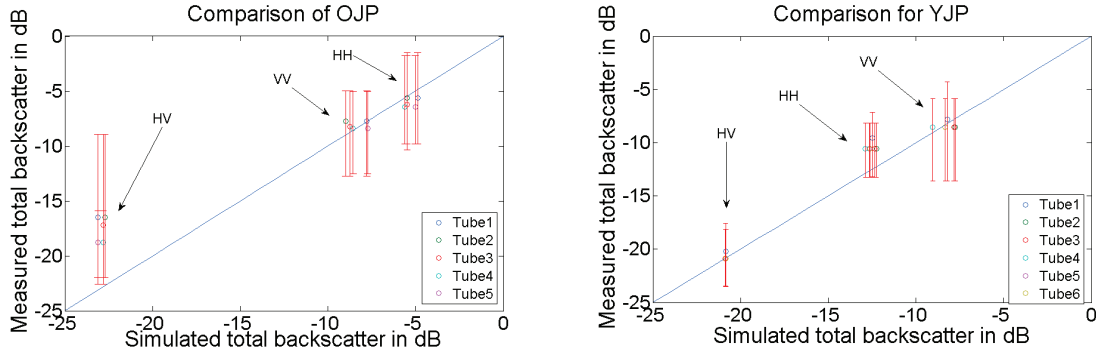 Comparison of OJP
Measured total backscatter in dB
0
-5
-10
-15
-20
-25
HH
VV
HV
Tube1
Tube2
Tube3
Tube4
Tube5
-25
-20
-15
-10
-5
0
Simulated total backscatter in dB
Comparison for YJP
Measured total backscatter in dB
0
-5
-10
-15
-20
-25
VV
HH
HV
Tube1
Tube2
Tube3
Tube4
Tube5
Tube6
-25
-20
-15
-10
-5
0
Simulated total backscatter in dB